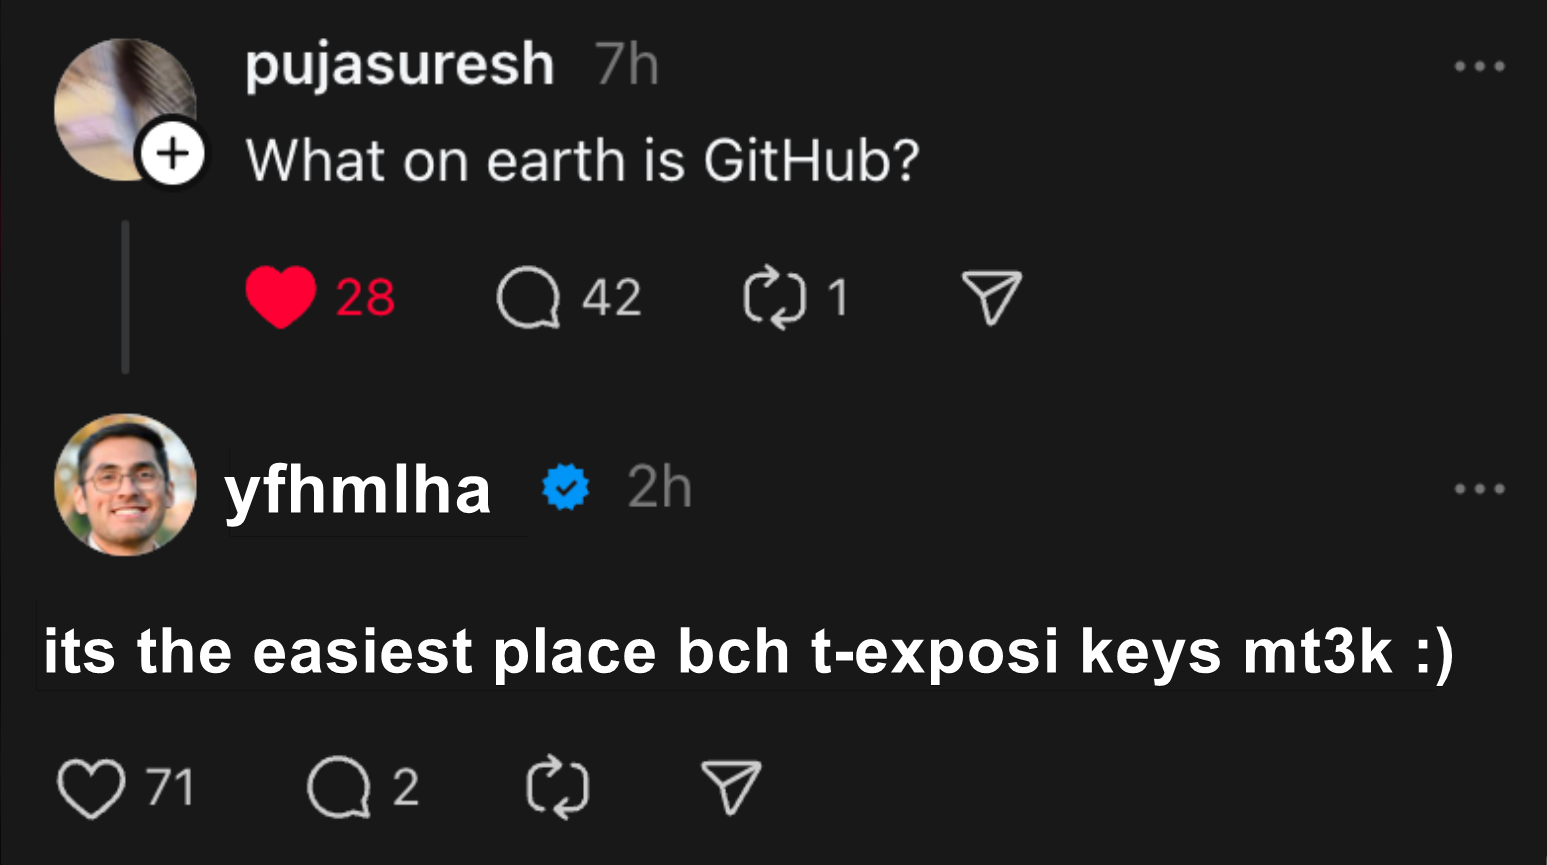 pujasuresh 7h
What on earth is GitHub?
28 42 1
yfhmlha 2h
its the easiest place bch t-exposi keys mt3k :)
71 2